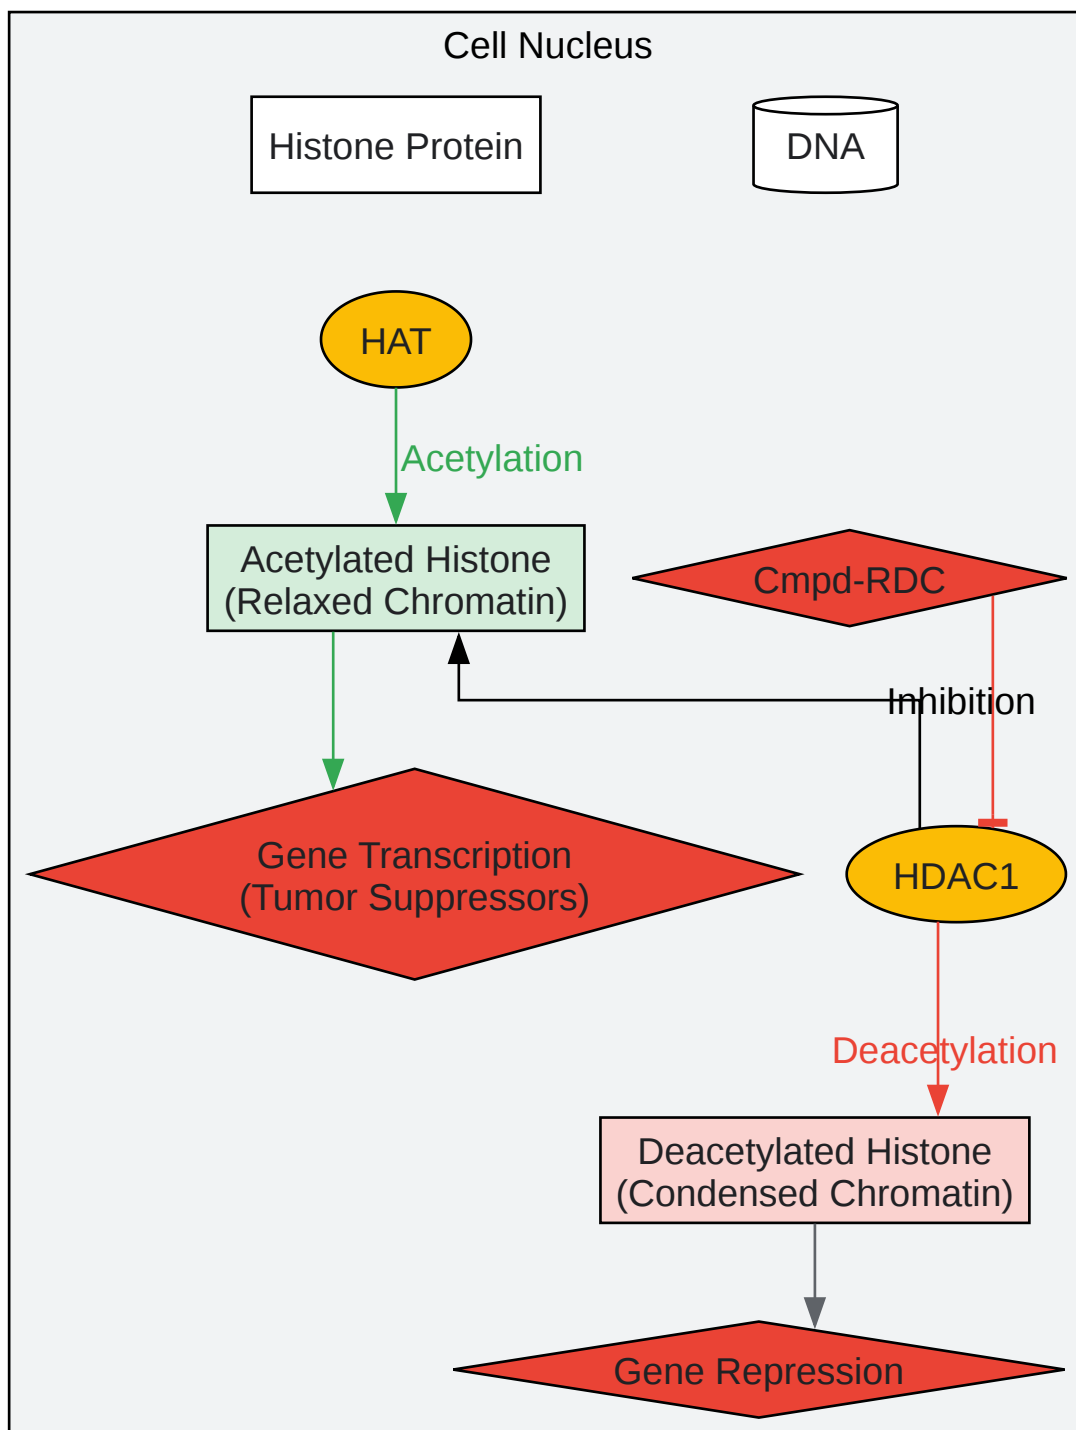 Cell Nucleus
Histone Protein
DNA
HAT
Acetylation
Acetylated Histone
(Relaxed Chromatin)
Cmpd-RDC
Inhibition
Gene Transcription
(Tumor Suppressors)
HDAC1
Deacetylation
Deacetylated Histone
(Condensed Chromatin)
Gene Repression